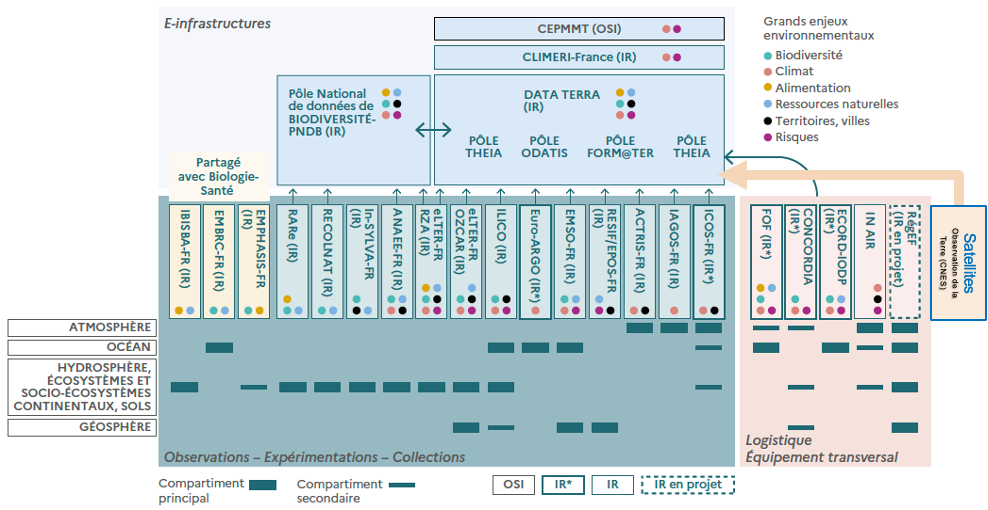 E-infrastructures
CEPMMT (OSI)
CLIMERI-France (IR)
Grands enjeux
environnementaux
Biodiversité
Climat
Alimentation
Ressources naturelles
Territoires, villes
Risques
Pôle National
de données de
BIODIVERSITÉ-
PNDB (IR)
DATA TERRA
(IR)
PÔLE
THEIA
PÔLE
ODATIS
PÔLE
FORM@TER
PÔLE
THEIA
Partagé
avec Biologie-
Santé
IBISBA-FR (IR)
EMBRC-FR (IR)
EMPHASIS-FR
(IR)
RARe (IR)
RECOLNAT (IR)
In-SYLVA-FR
(IR)
ANAEE-FR (IR)
eLTER-FR
RZA (IR)
eLTER-FR
OZCAR (IR)
ILICO (IR)
Euro-ARGO (IR*)
EMSO-FR (IR)
RESIF/EPOS-FR
(IR)
ACTRIS-FR (IR)
IAGOS-FR (IR)
ICOS-FR (IR*)
FOF (IR*)
CONCORDIA
(IR*)
ECORD-IODP
(IR*)
IN AIR
RégEF
(IR en projet)
Satellites
Observation de la
Terre (CNES)
ATMOSPHÈRE
OCÉAN
HYDROSPHÈRE,
ÉCOSYSTÈMES ET
SOCIO-ÉCOSYSTÈMES
CONTINENTAUX, SOLS
GÉOSPHÈRE
Observations – Expérimentations – Collections
Logistique
Équipement transversal
Compartiment
principal
Compartiment
secondaire
OSI
IR*
IR
IR en projet